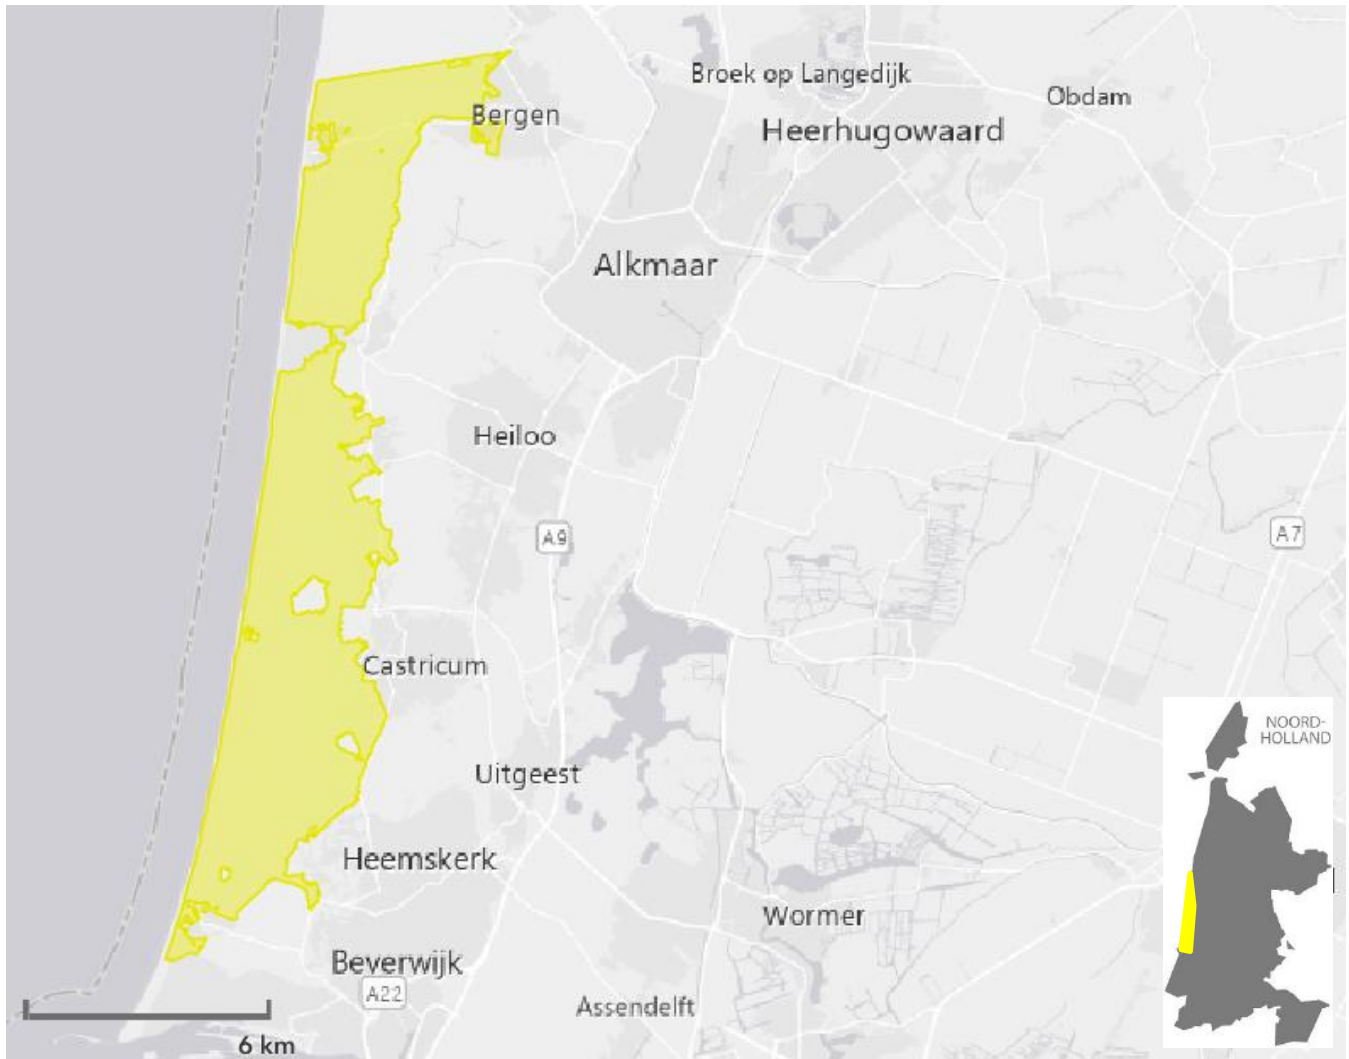 Broek op Langedijk
Obdam
Bergen
Heerhugowaard
Alkmaar
Heiloo
A9
A7
Castricum
NOORD-
HOLLAND
Uitgeest
Heemskerk
Wormer
Beverwijk
A22
Assendelft
6 km